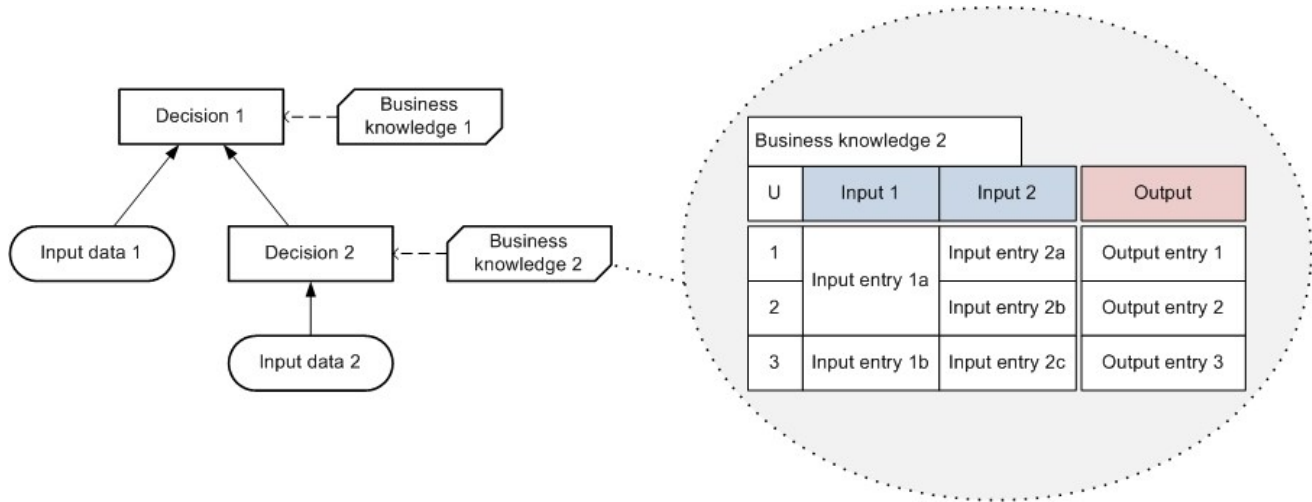 Decision 1
Business
knowledge 1
Input data 1
Decision 2
Business
knowledge 2
Input data 2
Business knowledge 2
U Input 1 Input 2 Output
1 Input entry 1a Input entry 2a Output entry 1
2 Input entry 2b Output entry 2
3 Input entry 1b Input entry 2c Output entry 3